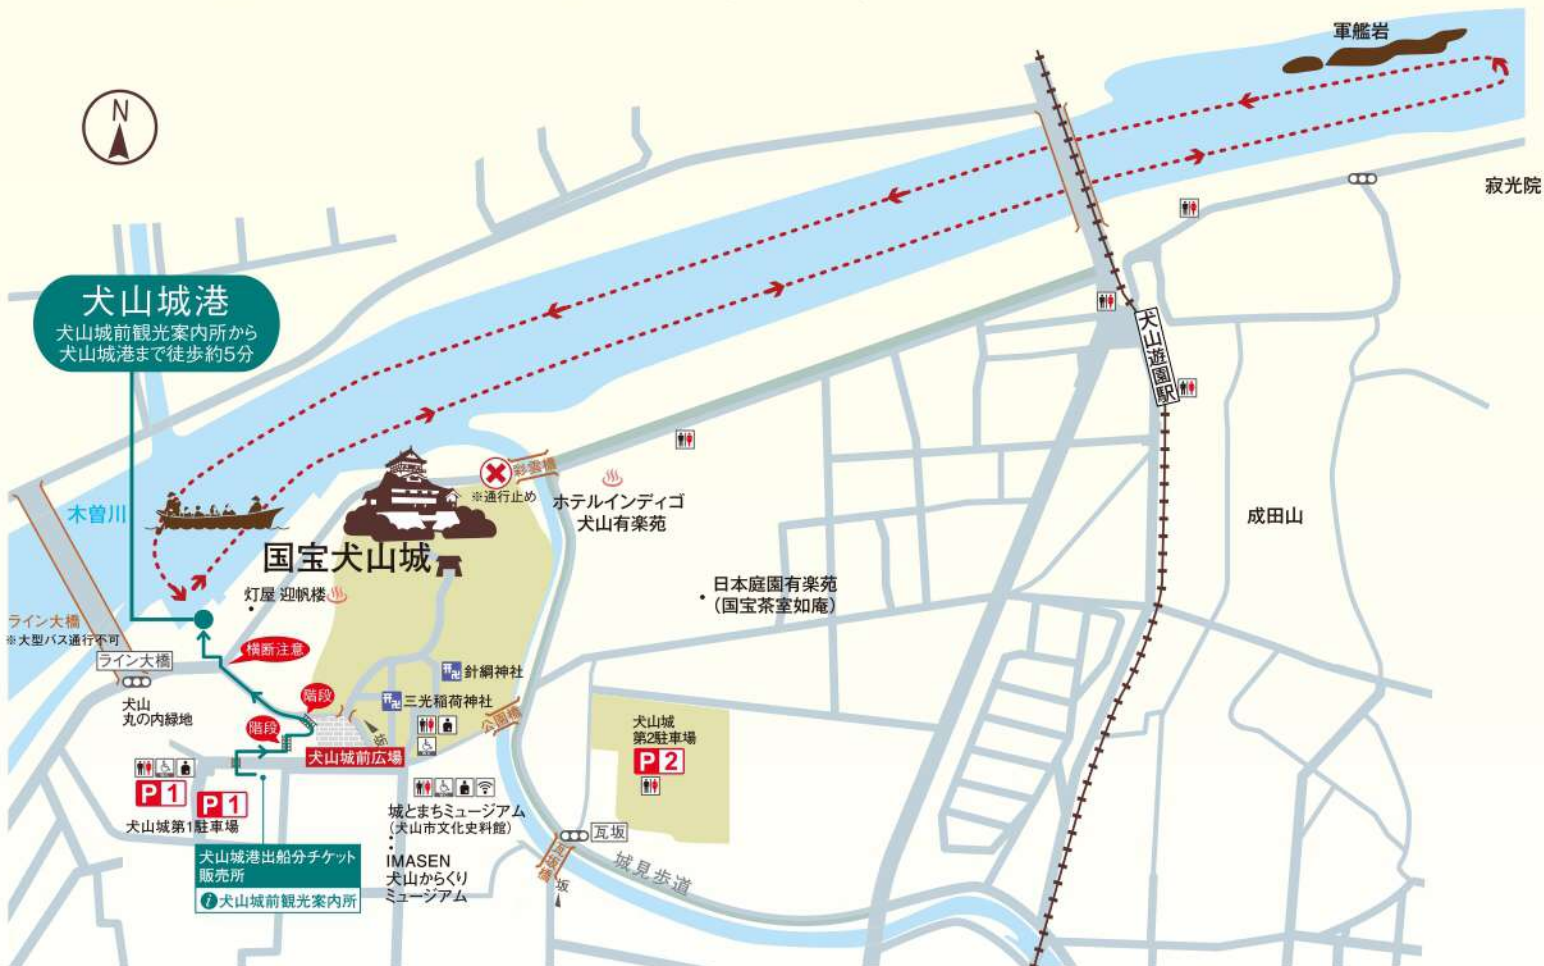 軍艦岩
N
寂光院
犬山城港
犬山城前観光案内所から
犬山城港まで徒歩約5分
犬山遊園駅
彩雲橋
※通行止め
ホテルインディゴ
犬山有楽苑
木曽川
国宝犬山城
成田山
灯屋 迎帆楼
日本庭園有楽苑
(国宝茶室如庵)
ライン大橋
※大型バス通行不可
ライン大橋
横断注意
針綱神社
階段
三光稲荷神社
犬山
丸の内緑地
公園橋
犬山城
第2駐車場
P2
階段
坂
犬山城前広場
P1
P1
犬山城第1駐車場
城とまちミュージアム
(犬山市文化史料館)
瓦坂
瓦坂橋
坂
城見歩道
IMASEN
犬山からくり
ミュージアム
犬山城港出船分チケット
販売所
i犬山城前観光案内所